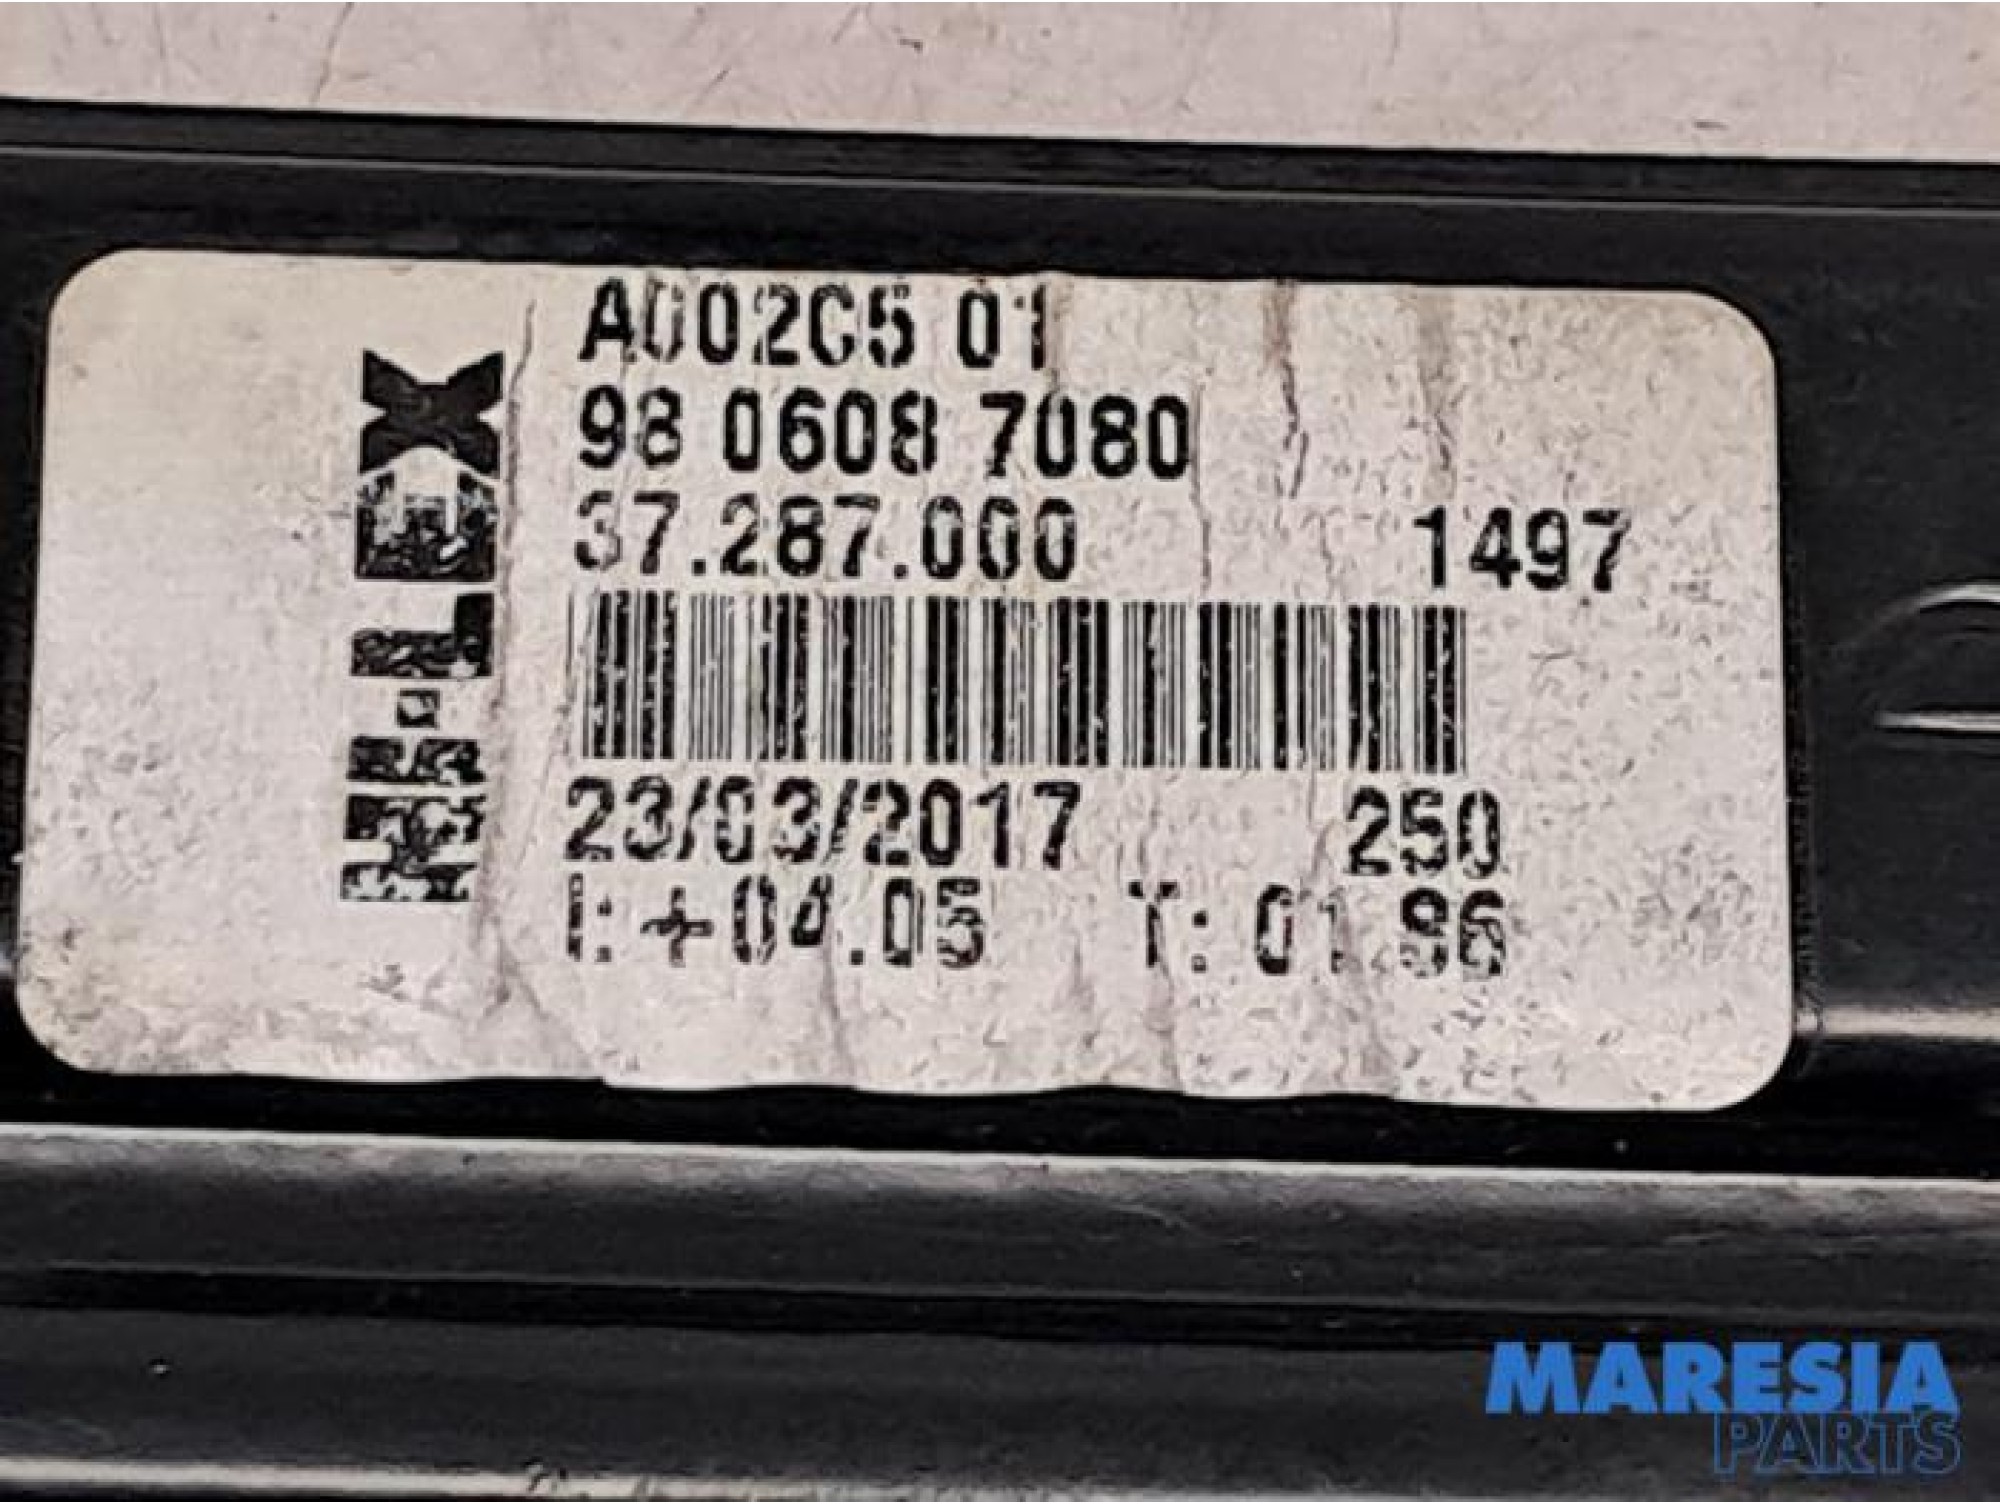 HI-LEX
A002C5 01
98 0608 7080
37.287.000 1497
23/03/2017 250
I: +04.05 T: 01.86
MARESIA
PARTS